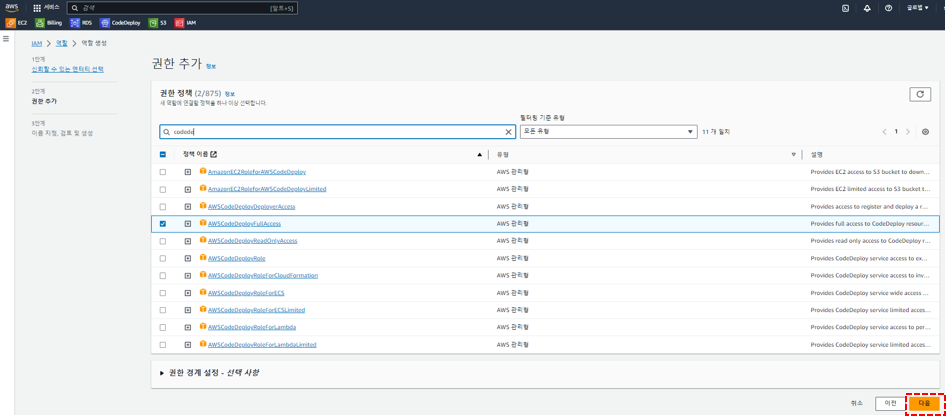 aws 서비스 검색 [알트+S] 글로벌
EC2 Billing RDS CodeDeploy S3 IAM
IAM > 역할 > 역할 생성
1단계
신뢰할 수 있는 엔터티 선택
2단계
권한 추가
3단계
이름 지정, 검토 및 생성
권한 추가 정보
권한 정책 (2/875) 정보
새 역할에 연결할 정책을 하나 이상 선택합니다.
필터링 기준 유형
codede 모든 유형 11 개 일치 1
정책 이름 유형 설명
AmazonEC2RoleforAWSCodeDeploy AWS 관리형 Provides EC2 access to S3 bucket to down...
AmazonEC2RoleforAWSCodeDeployLimited AWS 관리형 Provides EC2 limited access to S3 bucket t...
AWSCodeDeployDeployerAccess AWS 관리형 Provides access to register and deploy a r...
AWSCodeDeployFullAccess AWS 관리형 Provides full access to CodeDeploy resour...
AWSCodeDeployReadOnlyAccess AWS 관리형 Provides read only access to CodeDeploy r...
AWSCodeDeployRole AWS 관리형 Provides CodeDeploy service access to ex...
AWSCodeDeployRoleForCloudFormation AWS 관리형 Provides CodeDeploy service access to inv...
AWSCodeDeployRoleForECS AWS 관리형 Provides CodeDeploy service wide access ...
AWSCodeDeployRoleForECSLimited AWS 관리형 Provides CodeDeploy service limited acces...
AWSCodeDeployRoleForLambda AWS 관리형 Provides CodeDeploy service access to per...
AWSCodeDeployRoleForLambdaLimited AWS 관리형 Provides CodeDeploy service limited acces...
권한 경계 설정 - 선택 사항
취소 이전 다음